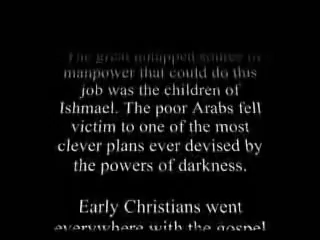 The great untapped source of
manpower that could do this
job was the children of
Ishmael. The poor Arabs fell
victim to one of the most
clever plans ever devised by
the powers of darkness.
Early Christians went
everywhere with the gospel